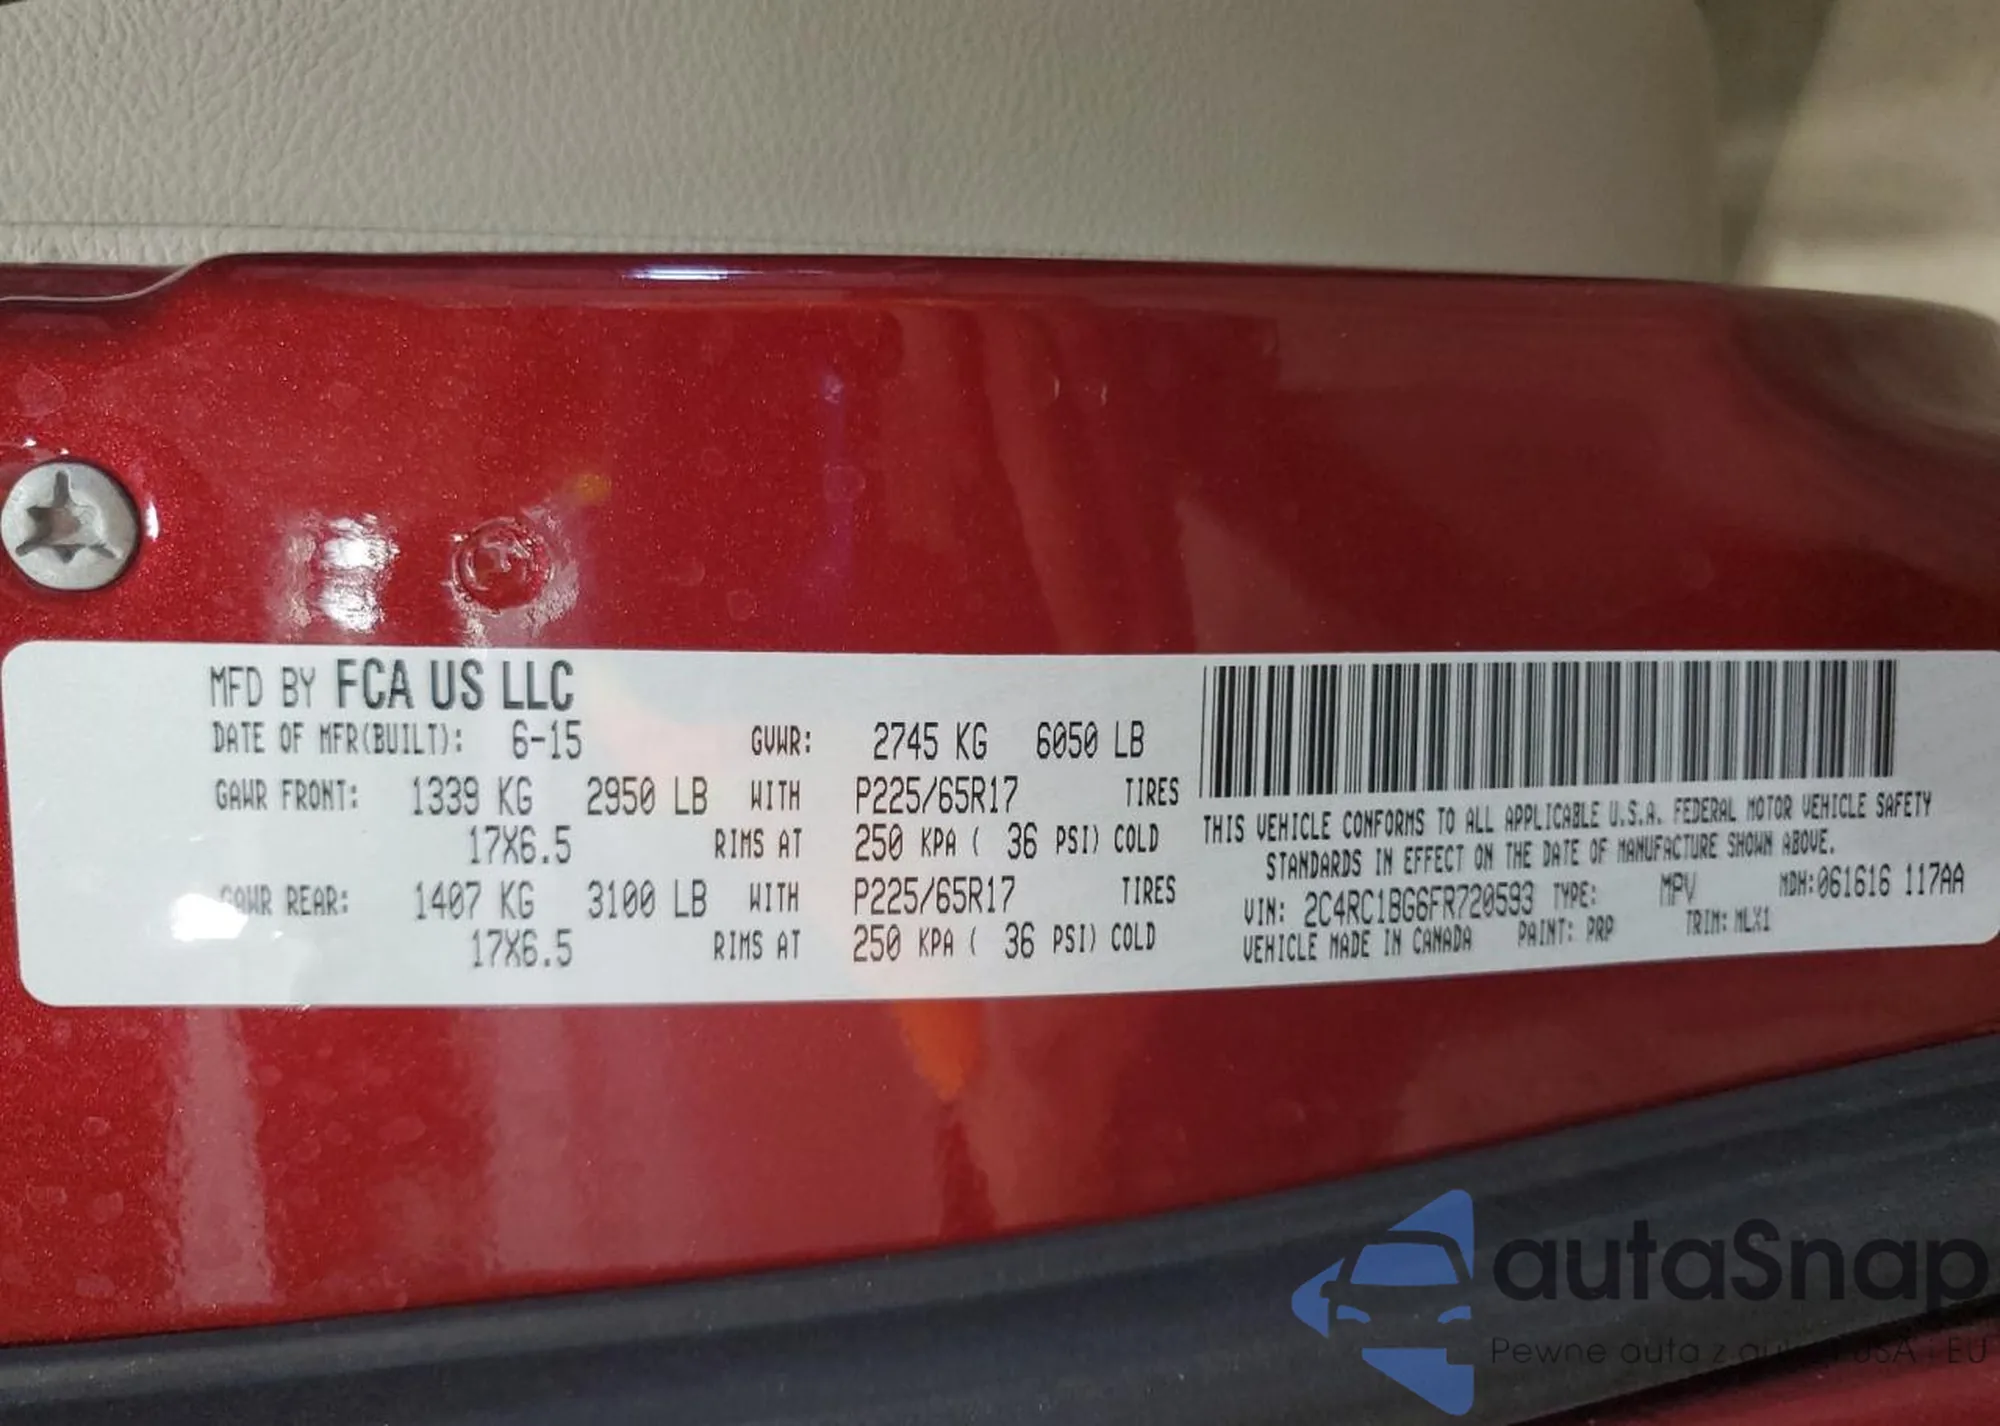 MFD BY FCA US LLC
DATE OF MFR(BUILT): 6-15 GVWR: 2745 KG 6050 LB
GAWR FRONT: 1339 KG 2950 LB WITH P225/65R17 TIRES
17X6.5 RIMS AT 250 KPA ( 36 PSI) COLD
GAWR REAR: 1407 KG 3100 LB WITH P225/65R17 TIRES
17X6.5 RIMS AT 250 KPA ( 36 PSI) COLD
THIS VEHICLE CONFORMS TO ALL APPLICABLE U.S.A. FEDERAL MOTOR VEHICLE SAFETY
STANDARDS IN EFFECT ON THE DATE OF MANUFACTURE SHOWN ABOVE.
VIN: 2C4RC1BG6FR720593 TYPE: MPV MDH:061616 117AA
VEHICLE MADE IN CANADA PAINT: PRP TRIM: MLX1
autaSnap
Pewne auta z USA i EU